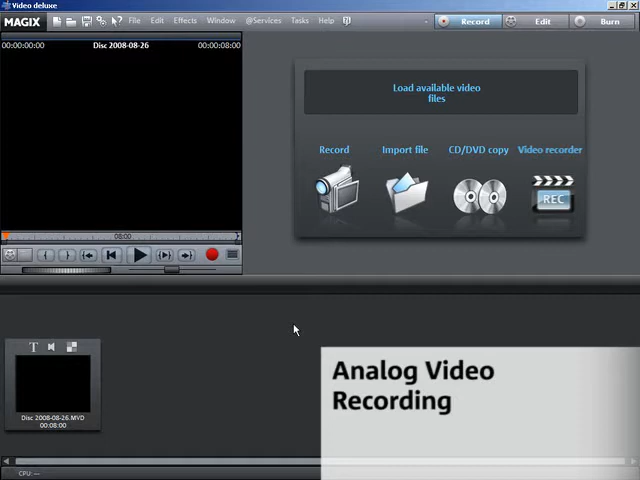 Video deluxe
MAGIX File Edit Effects Window @Services Tasks Help Record Edit Burn
00:00:00:00 Disc 2008-08-26 00:00:08:00
Load available video
files
Record Import file CD/DVD copy Video recorder
REC
08:00
T
Disc 2008-08-26.MVD
00:08:00
Analog Video
Recording
CPU: ---